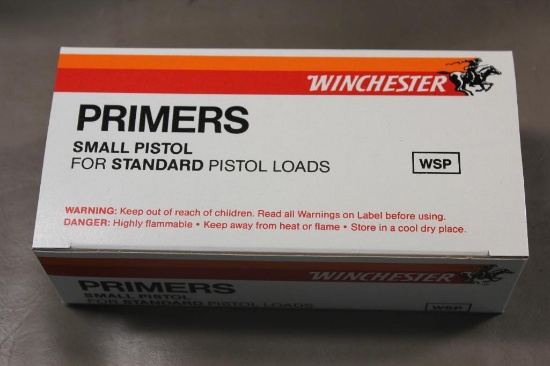 WINCHESTER
PRIMERS
SMALL PISTOL
FOR STANDARD PISTOL LOADS
WSP
WARNING: Keep out of reach of children. Read all Warnings on Label before using.
DANGER: Highly flammable • Keep away from heat or flame • Store in a cool dry place.
WINCHESTER
PRIMERS
SMALL PISTOL
FOR STANDARD PISTOL LOADS
WSP